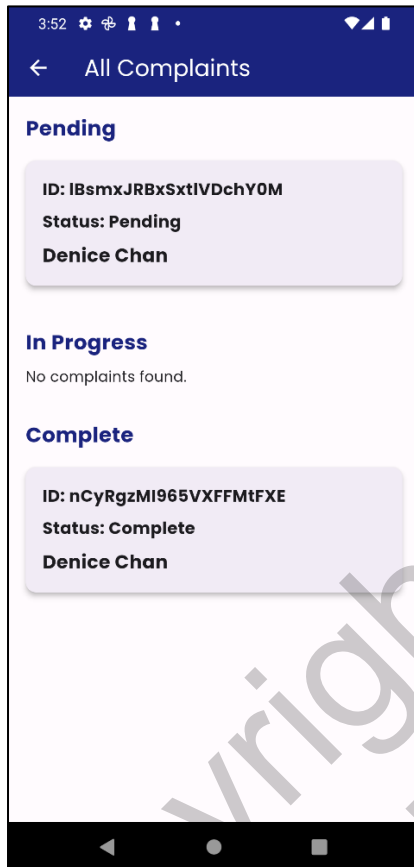 3:52
All Complaints
Pending
ID: lBsmxJRBxSxtlVDchY0M
Status: Pending
Denice Chan
In Progress
No complaints found.
Complete
ID: nCyRgzMl965VXFFMtFXE
Status: Complete
Denice Chan